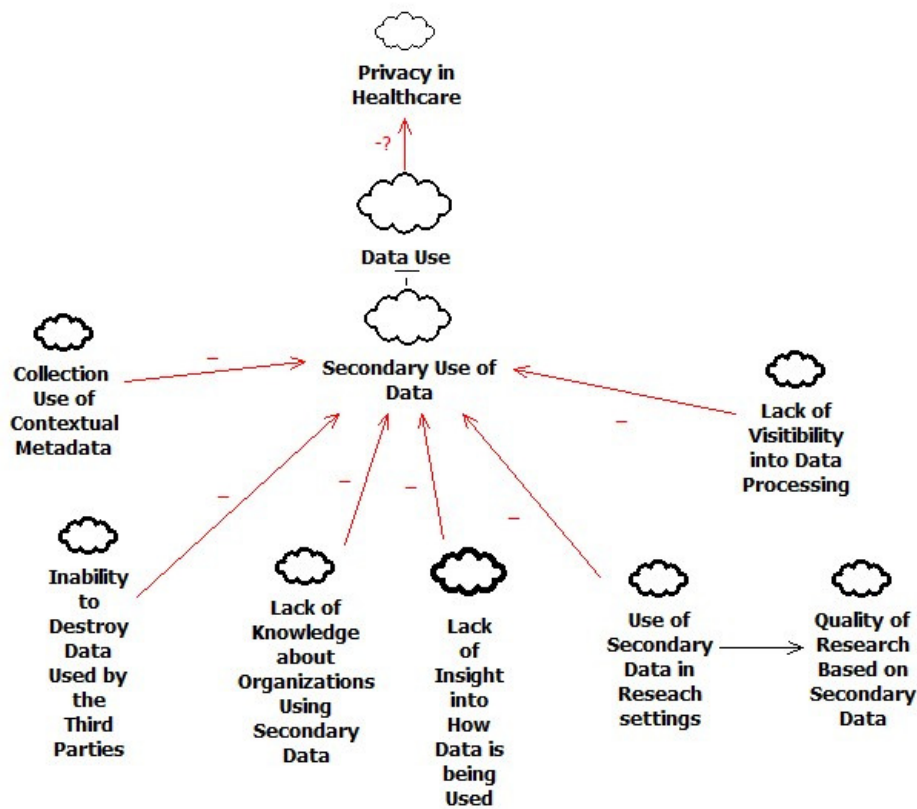 Privacy in
Healthcare
-?
Data Use
Secondary Use of
Data
Collection
Use of
Contextual
Metadata
–
–
Lack of
Visitibility
into Data
Processing
–
–
–
–
Inability
to
Destroy
Data
Used by
the
Third
Parties
Lack of
Knowledge
about
Organizations
Using
Secondary
Data
Lack
of
Insight
into
How
Data is
being
Used
Use of
Secondary
Data in
Reseach
settings
Quality of
Research
Based on
Secondary
Data